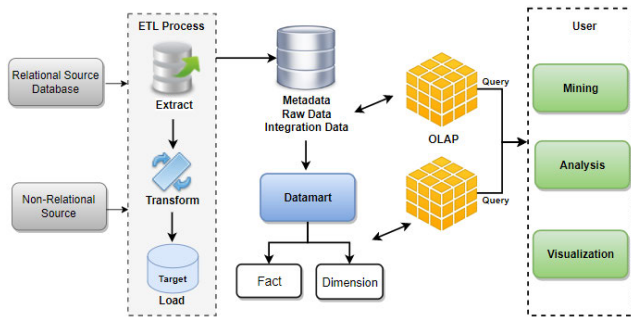 ETL Process
User
Relational Source
Database
Extract
Metadata
Raw Data
Integration Data
Query
Mining
OLAP
Non-Relational
Source
Transform
Datamart
Analysis
Query
Target
Load
Fact
Dimension
Visualization